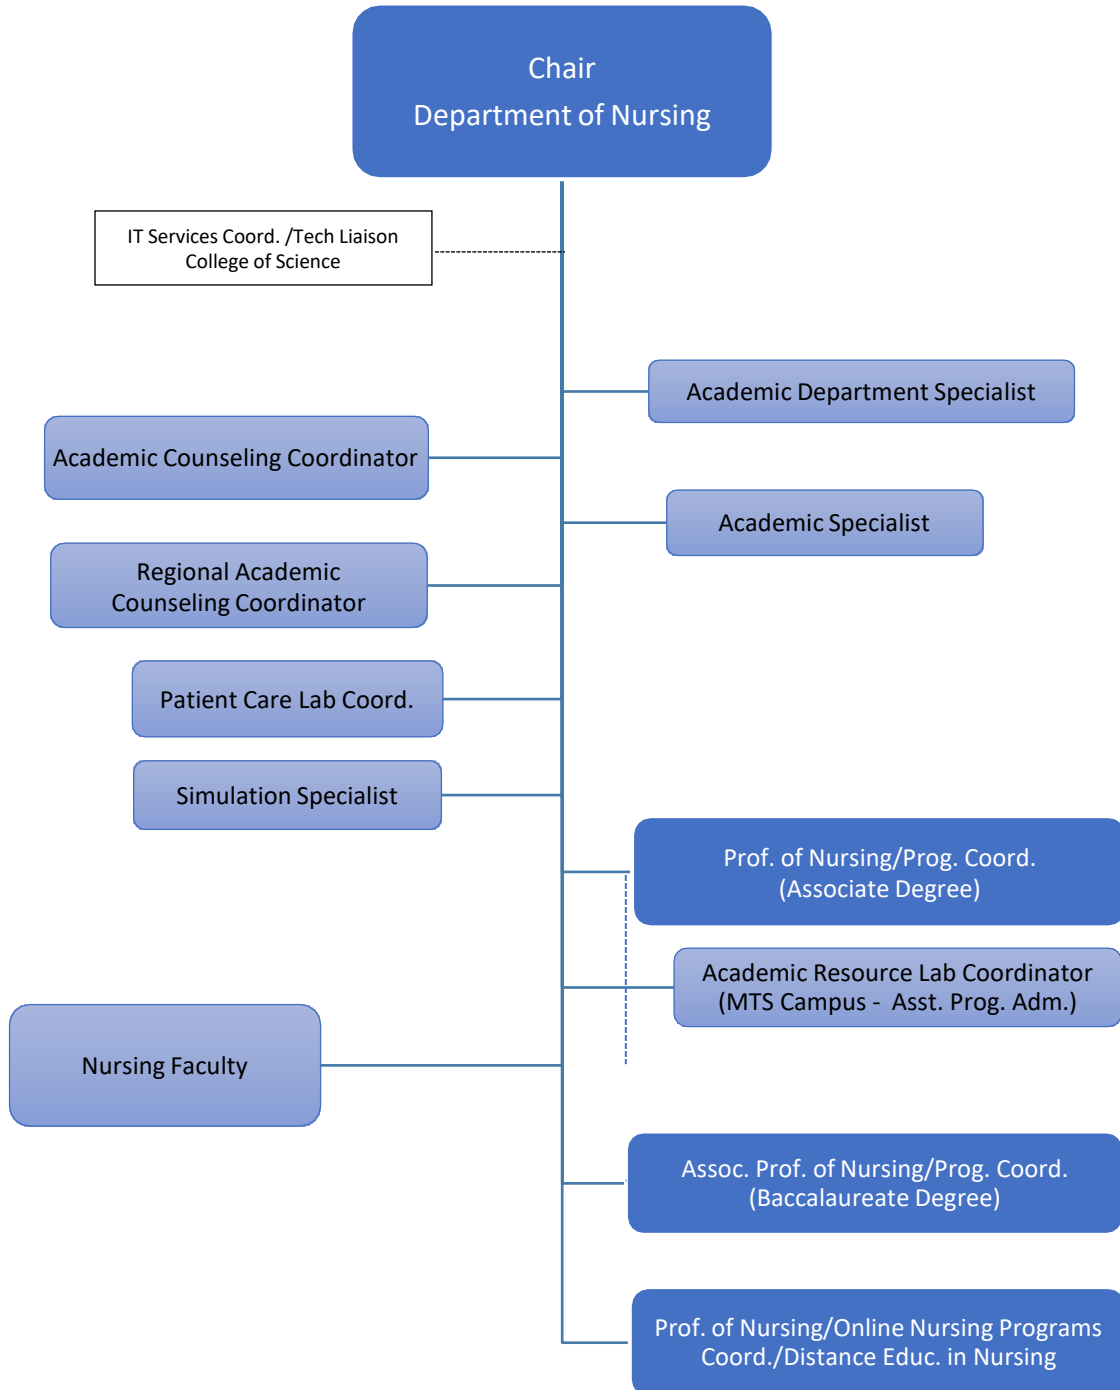 Chair
Department of Nursing
IT Services Coord. /Tech Liaison
College of Science
Academic Department Specialist
Academic Counseling Coordinator
Academic Specialist
Regional Academic
Counseling Coordinator
Patient Care Lab Coord.
Simulation Specialist
Prof. of Nursing/Prog. Coord.
(Associate Degree)
Academic Resource Lab Coordinator
(MTS Campus - Asst. Prog. Adm.)
Nursing Faculty
Assoc. Prof. of Nursing/Prog. Coord.
(Baccalaureate Degree)
Prof. of Nursing/Online Nursing Programs
Coord./Distance Educ. in Nursing